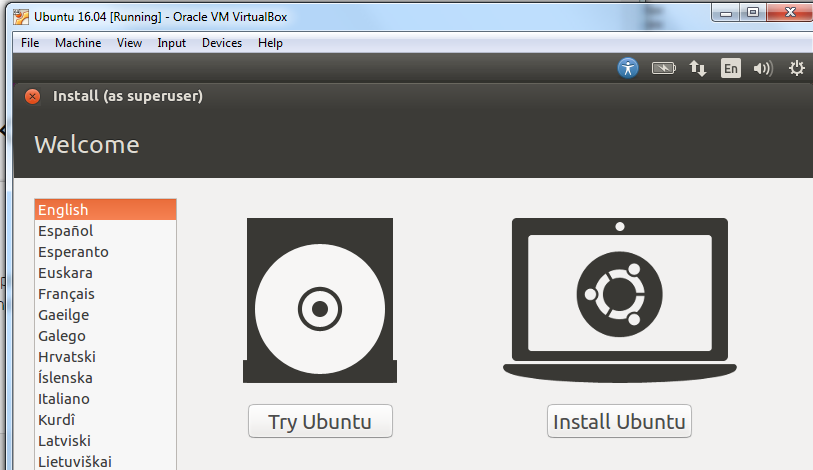 Ubuntu 16.04 [Running] - Oracle VM VirtualBox
File Machine View Input Devices Help
En
Install (as superuser)
Welcome
English
Español
Esperanto
Euskara
Français
Gaeilge
Galego
Hrvatski
Íslenska
Italiano
Kurdî
Latviski
Lietuviškai
Try Ubuntu
Install Ubuntu